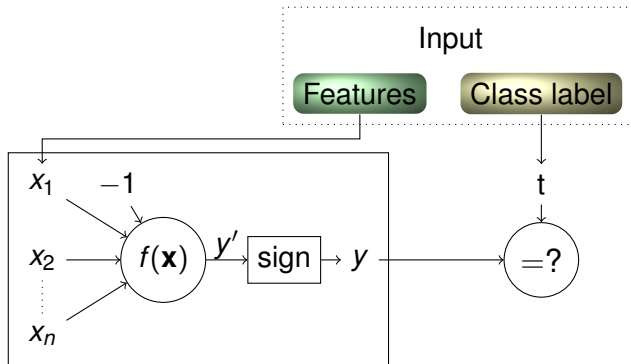 Input
Features
Class label
x₁
−1
t
x₂
f(x)
y′
sign
y
=?
xₙ